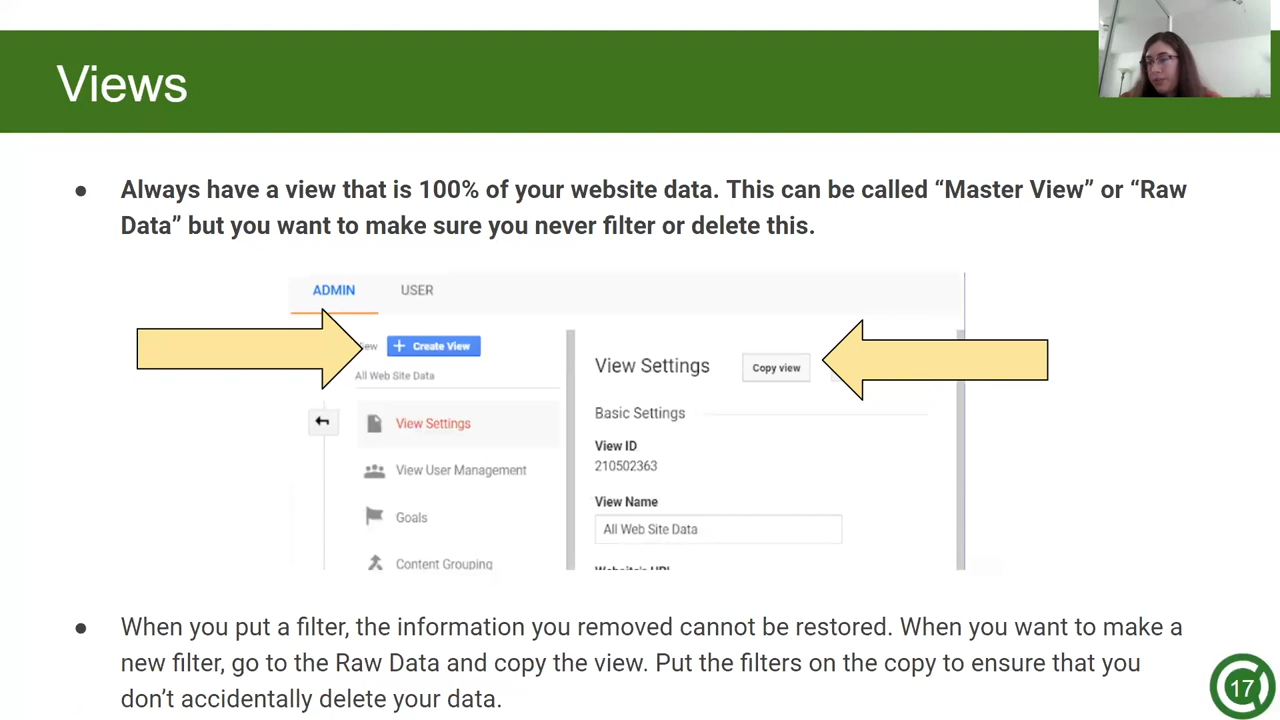 Views
● Always have a view that is 100% of your website data. This can be called “Master View” or “Raw
Data” but you want to make sure you never filter or delete this.
ADMIN USER
+ Create View
All Web Site Data
View Settings
View User Management
Goals
Content Grouping
View Settings Copy view
Basic Settings
View ID
210502363
View Name
All Web Site Data
● When you put a filter, the information you removed cannot be restored. When you want to make a
new filter, go to the Raw Data and copy the view. Put the filters on the copy to ensure that you
don’t accidentally delete your data.
17